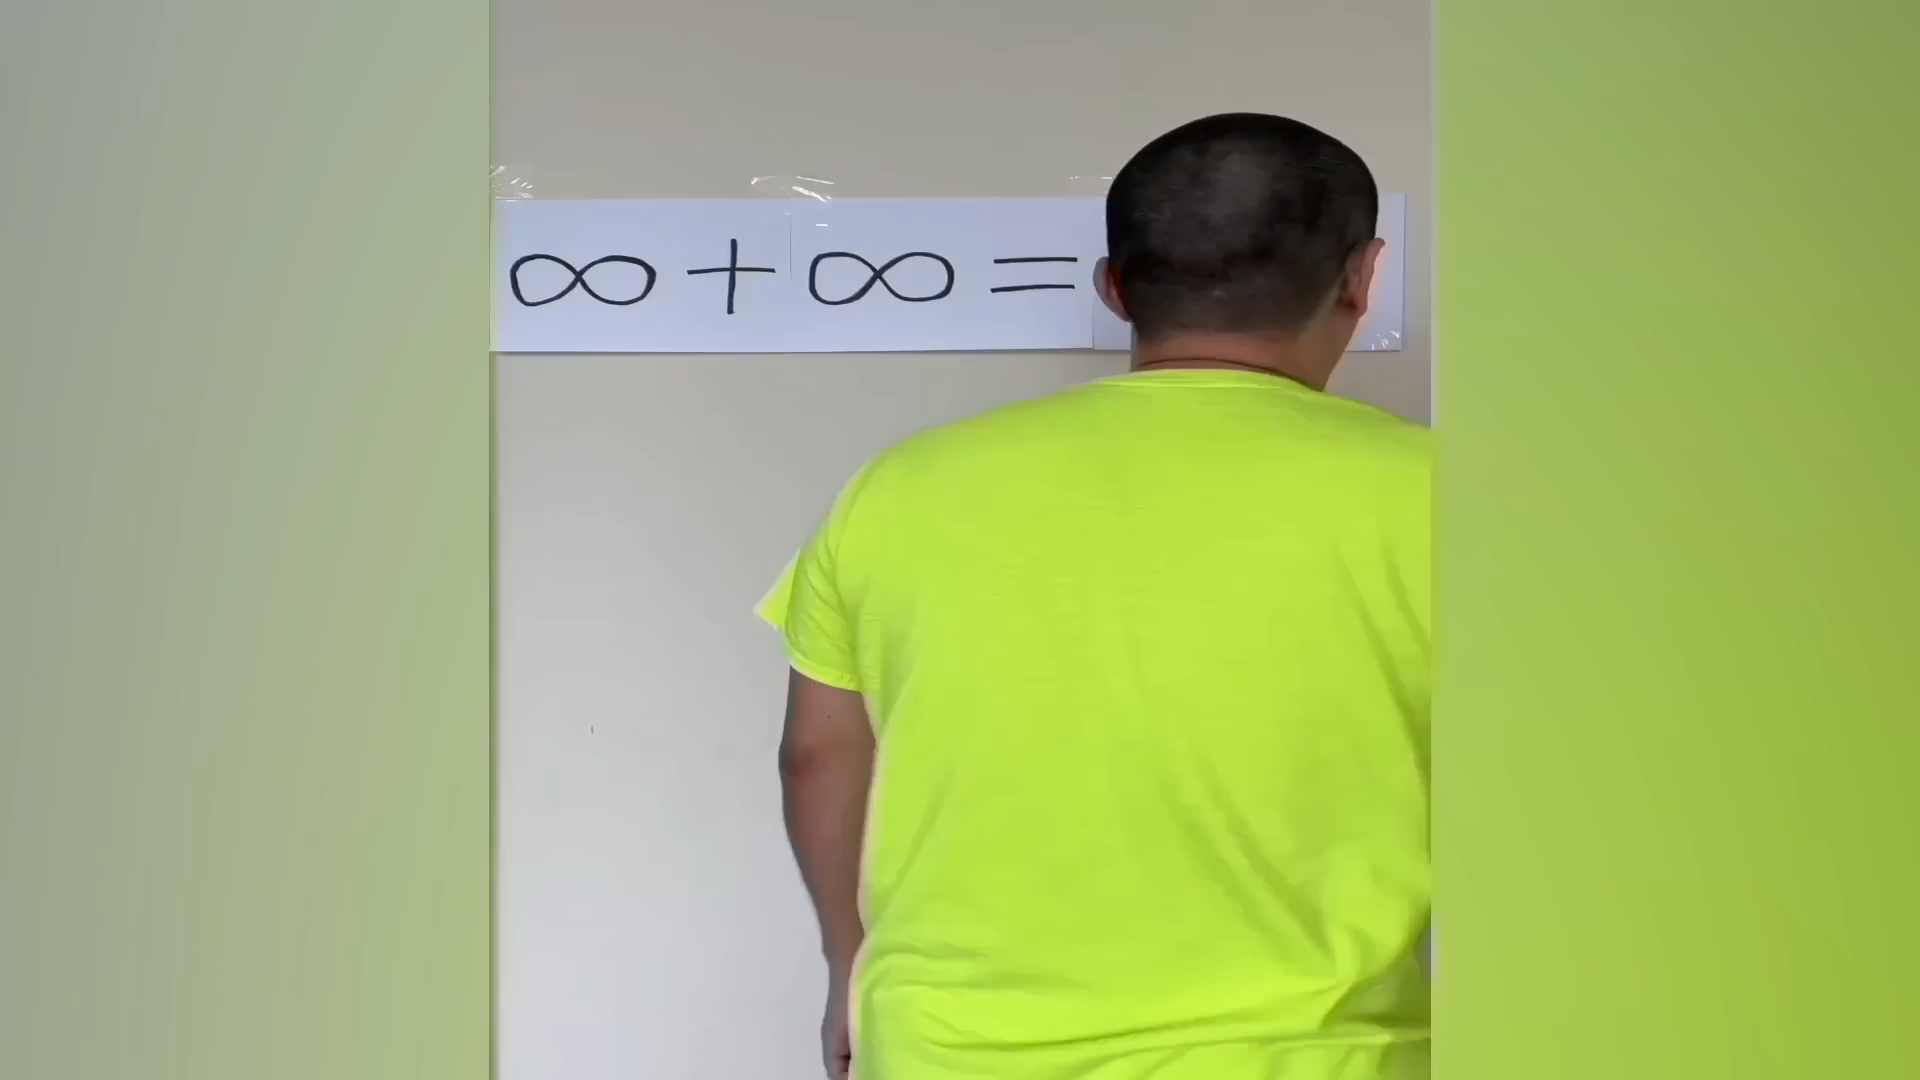 ∞ + ∞ =